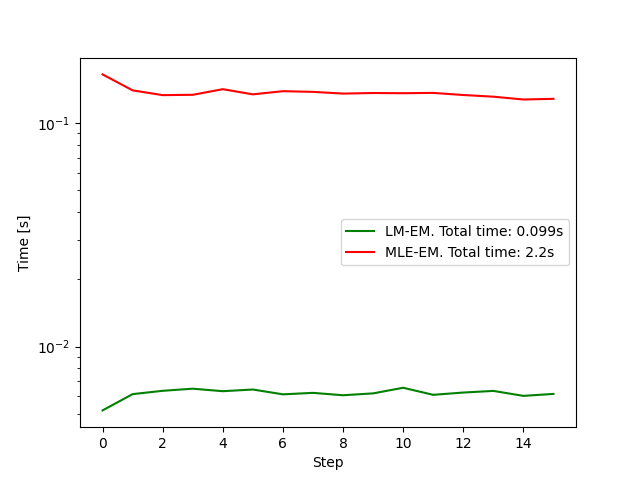 10⁻¹
10⁻²
Time [s]
LM-EM. Total time: 0.099s
MLE-EM. Total time: 2.2s
0 2 4 6 8 10 12 14
Step